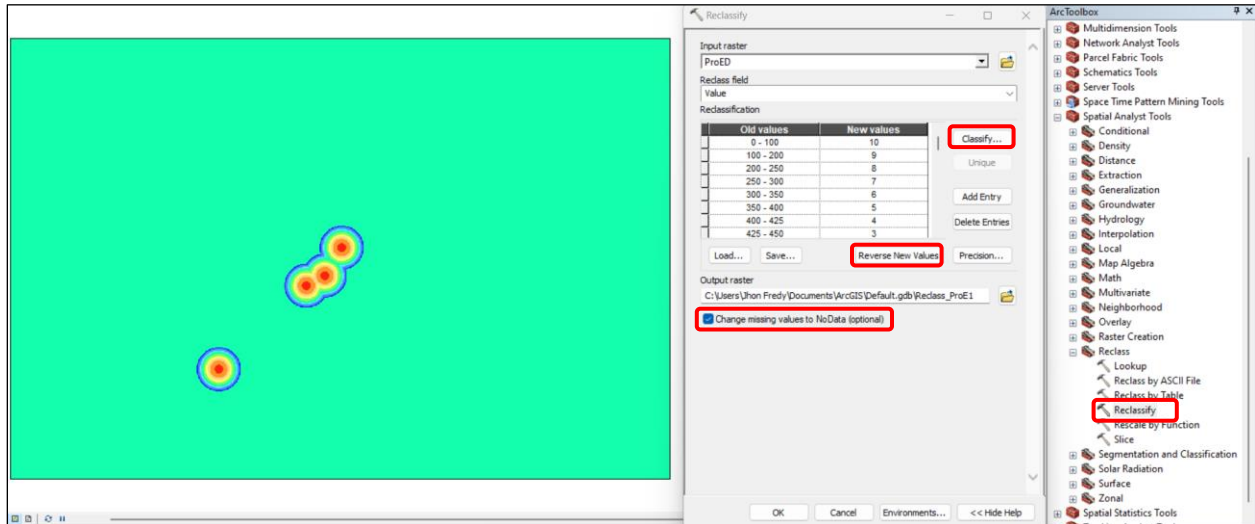 Reclassify
Input raster
ProED
Reclass field
Value
Reclassification
Old values New values
0 - 100 10
100 - 200 9
200 - 250 8
250 - 300 7
300 - 350 6
350 - 400 5
400 - 425 4
425 - 450 3
Classify...
Unique
Add Entry
Delete Entries
Load... Save... Reverse New Values Precision...
Output raster
C:\Users\Jhon Fredy\Documents\ArcGIS\Default.gdb\Reclass_ProE1
Change missing values to NoData (optional)
OK Cancel Environments... << Hide Help
ArcToolbox
Multidimension Tools
Network Analyst Tools
Parcel Fabric Tools
Schematics Tools
Server Tools
Space Time Pattern Mining Tools
Spatial Analyst Tools
Conditional
Density
Distance
Extraction
Generalization
Groundwater
Hydrology
Interpolation
Local
Map Algebra
Math
Multivariate
Neighborhood
Overlay
Raster Creation
Reclass
Lookup
Reclass by ASCII File
Reclass by Table
Reclassify
Rescale by Function
Slice
Segmentation and Classification
Solar Radiation
Surface
Zonal
Spatial Statistics Tools